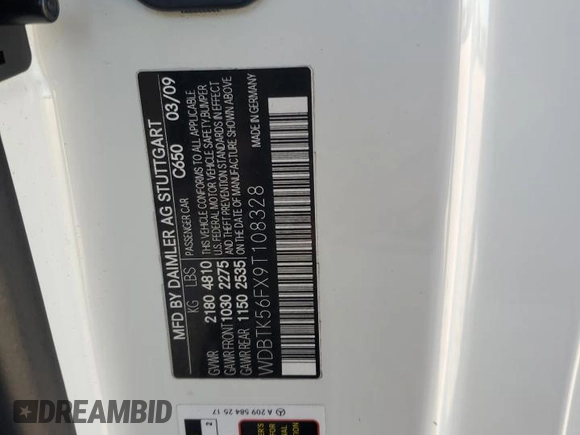 MFD BY DAIMLER AG STUTTGART
C650 03/09
PASSENGER CAR
KG LBS
GVWR 2180 4810
GAWR FRONT 1030 2275
GAWR REAR 1150 2535
THIS VEHICLE CONFORMS TO ALL APPLICABLE
U.S. FEDERAL MOTOR VEHICLE SAFETY, BUMPER
AND THEFT PREVENTION STANDARDS IN EFFECT
ON THE DATE OF MANUFACTURE SHOWN ABOVE.
MADE IN GERMANY
WDBTK56FX9T108328
A 209 584 25 17
2
DREAMBID